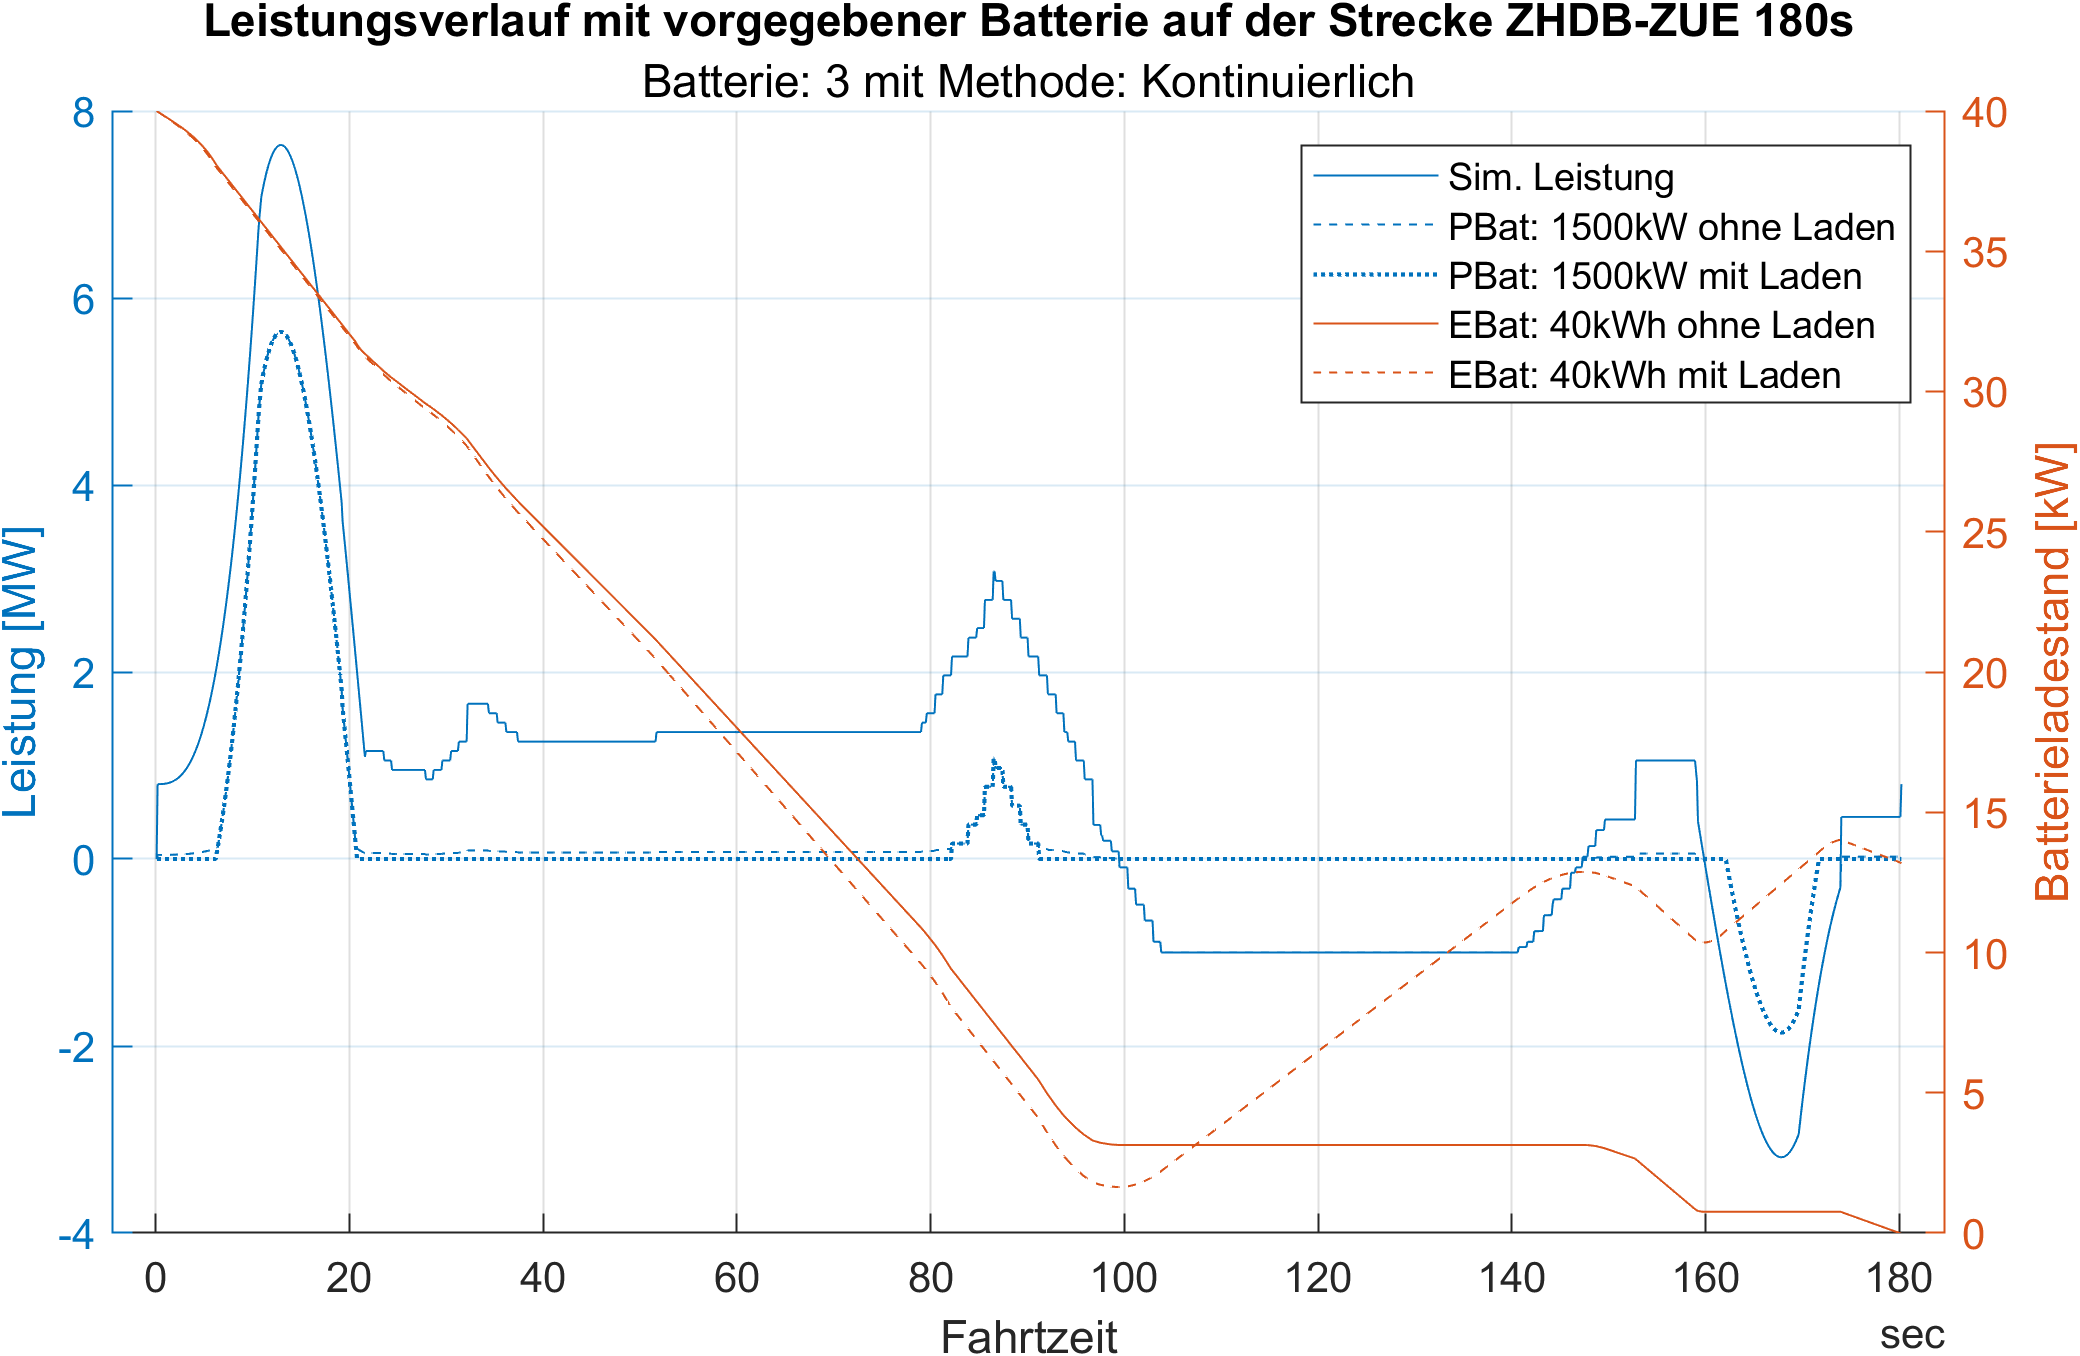 Leistungsverlauf mit vorgegebener Batterie auf der Strecke ZHDB-ZUE 180s
Batterie: 3 mit Methode: Kontinuierlich
8
6
4
2
0
-2
-4
Leistung [MW]
40
35
30
25
20
15
10
5
0
Batterieladestand [kW]
Sim. Leistung
PBat: 1500kW ohne Laden
PBat: 1500kW mit Laden
EBat: 40kWh ohne Laden
EBat: 40kWh mit Laden
0 20 40 60 80 100 120 140 160 180
Fahrtzeit
sec